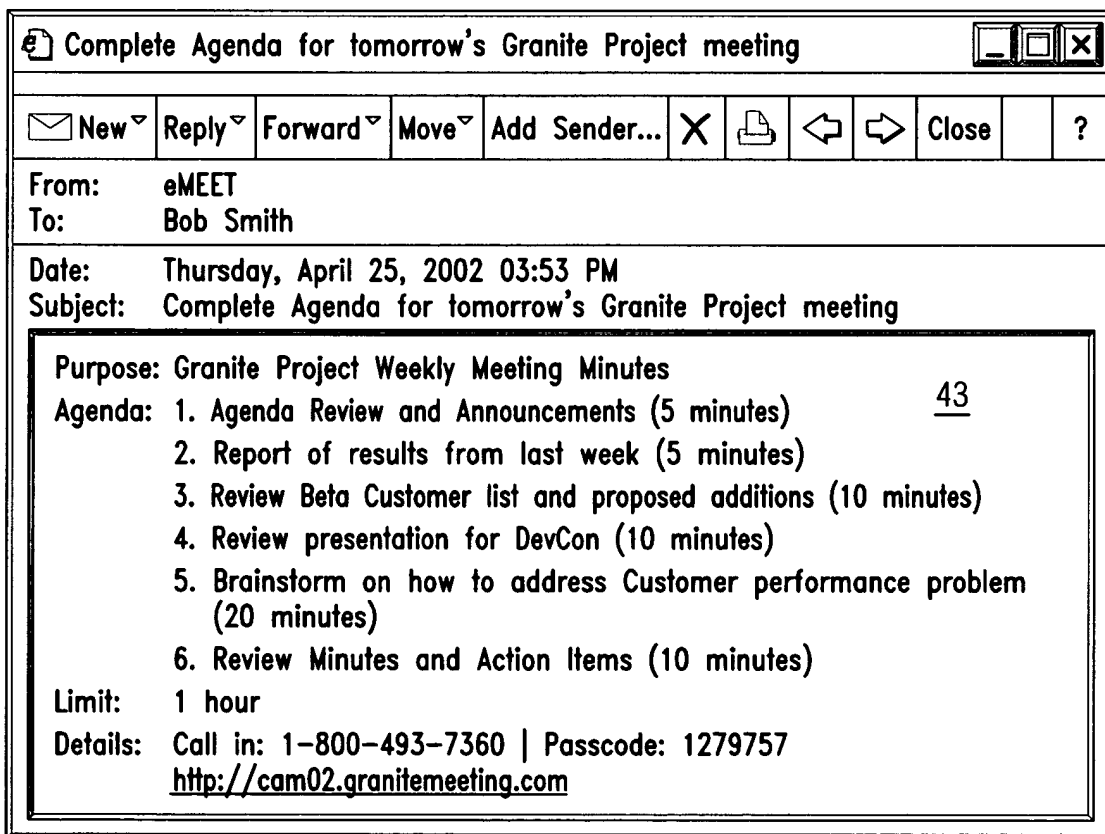 Complete Agenda for tomorrow's Granite Project meeting
New Reply Forward Move Add Sender... Close ?
From: eMEET
To: Bob Smith
Date: Thursday, April 25, 2002 03:53 PM
Subject: Complete Agenda for tomorrow's Granite Project meeting
Purpose: Granite Project Weekly Meeting Minutes
43
Agenda: 1. Agenda Review and Announcements (5 minutes)
2. Report of results from last week (5 minutes)
3. Review Beta Customer list and proposed additions (10 minutes)
4. Review presentation for DevCon (10 minutes)
5. Brainstorm on how to address Customer performance problem
(20 minutes)
6. Review Minutes and Action Items (10 minutes)
Limit: 1 hour
Details: Call in: 1-800-493-7360 | Passcode: 1279757
http://cam02.granitemeeting.com